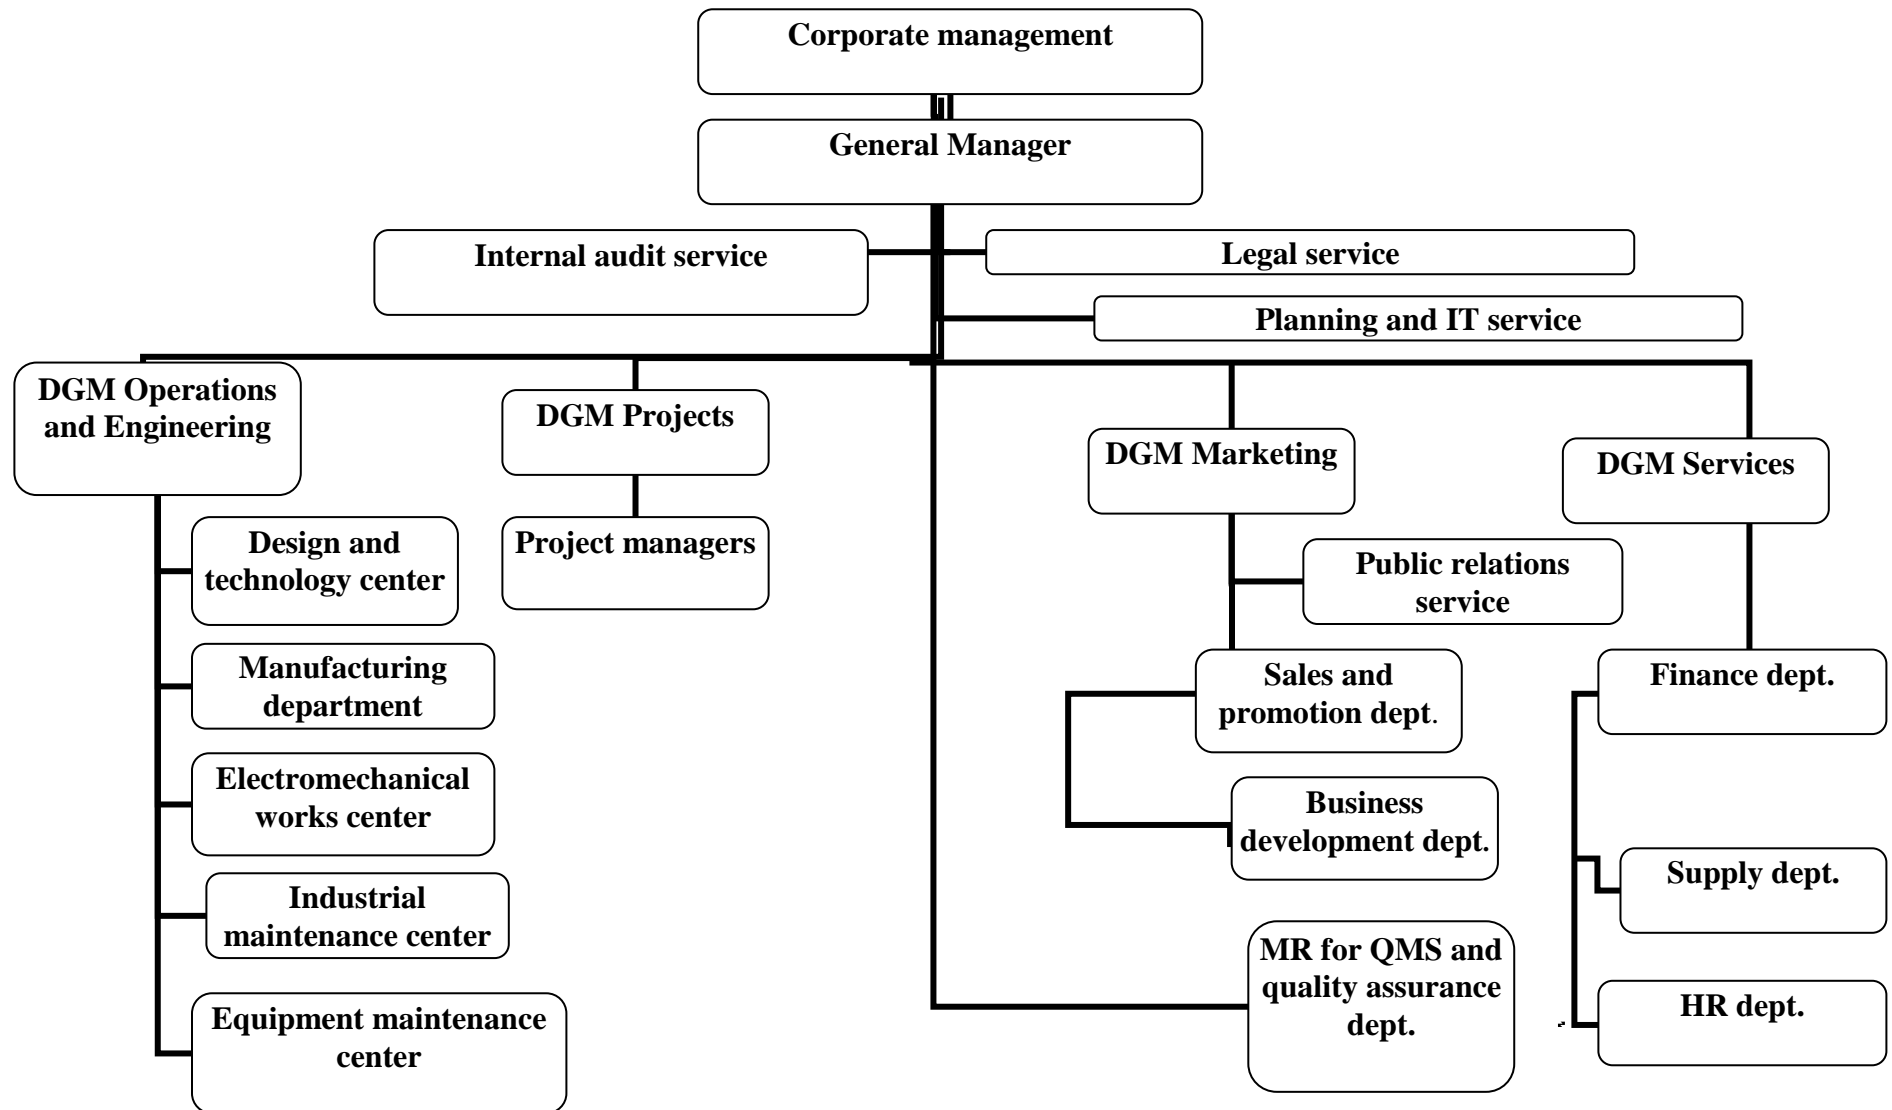 Corporate management
General Manager
Internal audit service
Legal service
Planning and IT service
DGM Operations
and Engineering
DGM Projects
DGM Marketing
DGM Services
Design and
technology center
Project managers
Public relations
service
Manufacturing
department
Sales and
promotion dept.
Finance dept.
Electromechanical
works center
Business
development dept.
Supply dept.
Industrial
maintenance center
MR for QMS and
quality assurance
dept.
HR dept.
Equipment maintenance
center